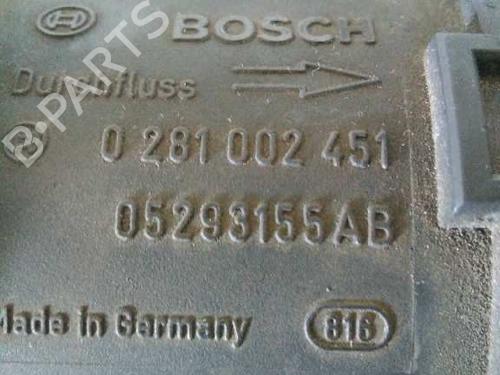 BOSCH
Durchfluss
0 281 002 451
05293155AB
Made in Germany 816
B-PARTS